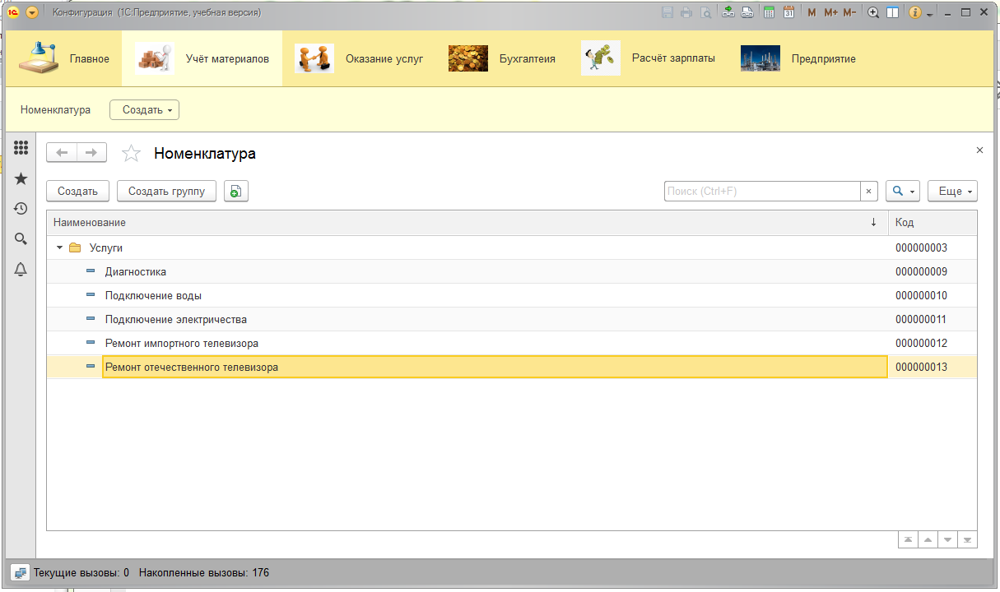 Конфигурация (1С:Предприятие, учебная версия)
31 M M+ M-
Главное Учёт материалов Оказание услуг Бухгалтеия Расчёт зарплаты Предприятие
Номенклатура Создать
Номенклатура
Создать Создать группу Поиск (Ctrl+F) × Еще
Наименование ↓ Код
Услуги 000000003
Диагностика 000000009
Подключение воды 000000010
Подключение электричества 000000011
Ремонт импортного телевизора 000000012
Ремонт отечественного телевизора 000000013
Текущие вызовы: 0 Накопленные вызовы: 176